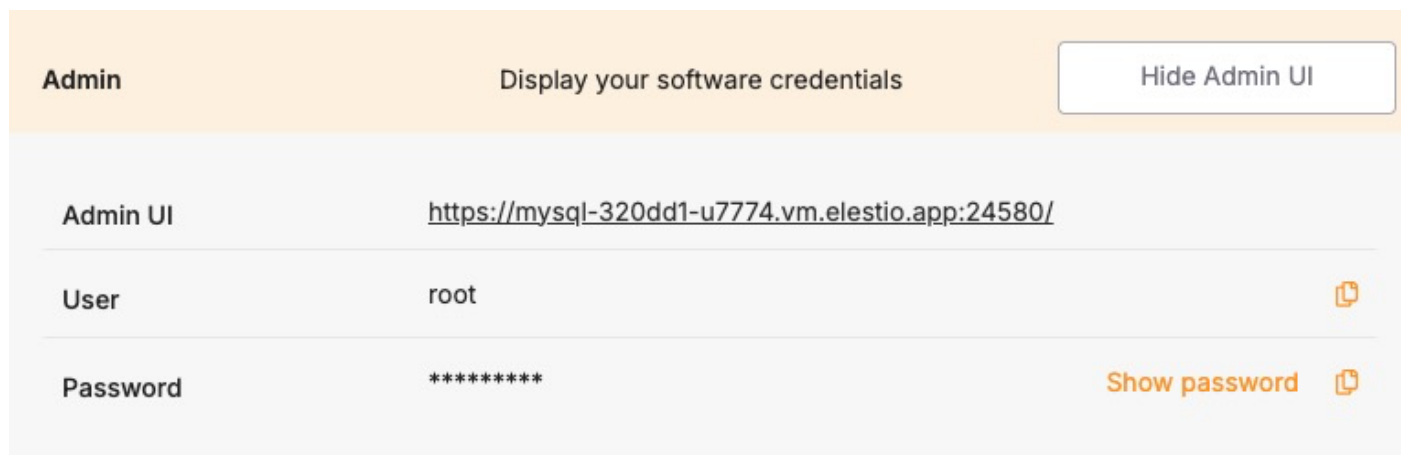 Admin Display your software credentials Hide Admin UI
Admin UI https://mysql-320dd1-u7774.vm.elestio.app:24580/
User root
Password ********* Show password